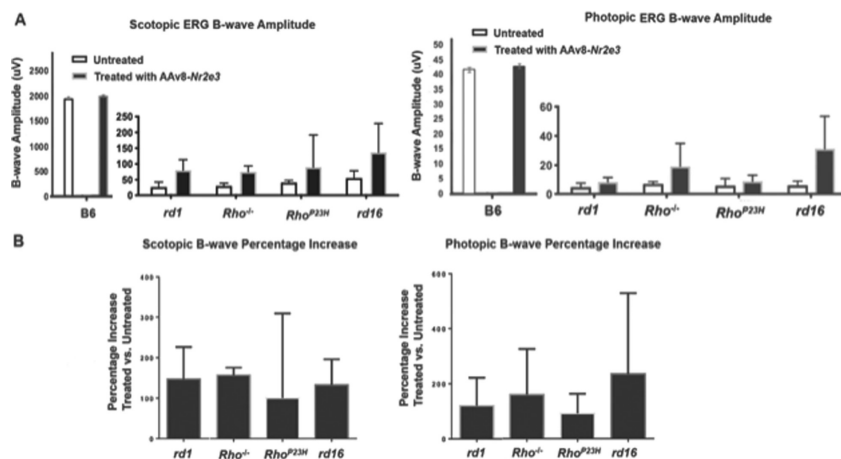 A
Scotopic ERG B-wave Amplitude
Untreated
Treated with AAv8-Nr2e3
B-wave Amplitude (uV)
2500
2000
1500
1000
500
0
250
200
150
100
50
0
B6
rd1
Rho-/-
RhoP23H
rd16
Photopic ERG B-wave Amplitude
Untreated
Treated with AAv8-Nr2e3
B-wave Amplitude (uV)
50
45
40
35
30
25
20
15
10
5
0
60
40
20
0
B6
rd1
Rho-/-
RhoP23H
rd16
B
Scotopic B-wave Percentage Increase
Percentage Increase
Treated vs. Untreated
400
300
200
100
0
rd1
Rho-/-
RhoP23H
rd16
Photopic B-wave Percentage Increase
Percentage Increase
Treated vs. Untreated
600
400
200
0
rd1
Rho-/-
RhoP23H
rd16